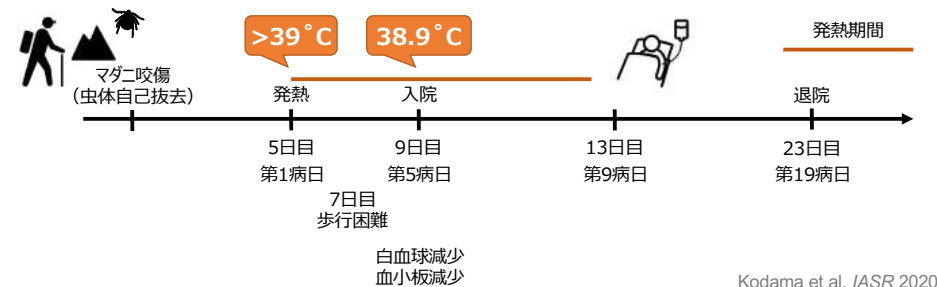 >39˚C
38.9˚C
発熱期間
マダニ咬傷
（虫体自己抜去）
発熱
入院
退院
5日目
9日目
13日目
23日目
第1病日
第5病日
第9病日
第19病日
7日目
歩行困難
白血球減少
血小板減少
Kodama et al. IASR 2020